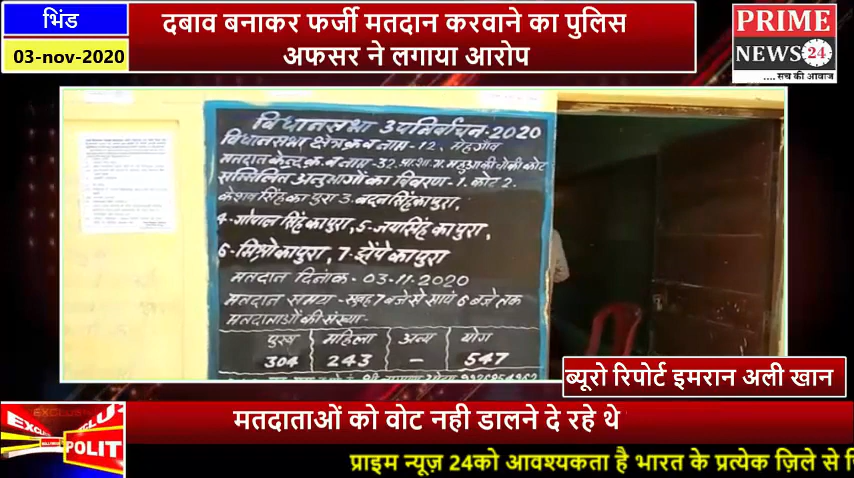 भिंड
03-nov-2020
दबाव बनाकर फर्जी मतदान करवाने का पुलिस
अफसर ने लगाया आरोप
PRIME
NEWS 24
....सच की आवाज
विधानसभा उपनिर्वाचन-2020
विधानसभा क्षेत्र क्र. व नाम-12, मेहगांव
मतदान केन्द्र क्र. व नाम-32, प्रा.शा.भ. महुआ की चौकी कोट
सम्मिलित अनुभागों का विवरण-1. कोट 2.
केशव सिंह का पुरा 3. बदन सिंह का पुरा,
4-गोपाल सिंह का पुरा, 5-जयसिंह का पुरा,
6-मिश्रों का पुरा, 7-झोंपे का पुरा
मतदान दिनांक-03-11-2020
मतदान समय-सुबह 7 बजे से सायं 6 बजे तक
मतदाताओं की संख्या-
पुरुष महिला अन्य योग
304 243 - 547
ब्यूरो रिपोर्ट इमरान अली खान
मतदाताओं को वोट नही डालने दे रहे थे
POLIT
प्राइम न्यूज़ 24को आवश्यकता है भारत के प्रत्येक ज़िले से